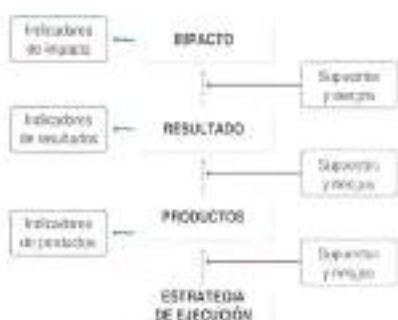 Indicadores
de impacto
IMPACTO
Supuestos
y riesgos
Indicadores
de resultados
RESULTADO
Supuestos
y riesgos
Indicadores
de productos
PRODUCTOS
Supuestos
y riesgos
ESTRATEGIA
DE EJECUCIÓN